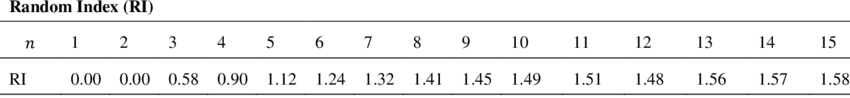 Random Index (RI)
n 1 2 3 4 5 6 7 8 9 10 11 12 13 14 15
RI 0.00 0.00 0.58 0.90 1.12 1.24 1.32 1.41 1.45 1.49 1.51 1.48 1.56 1.57 1.58